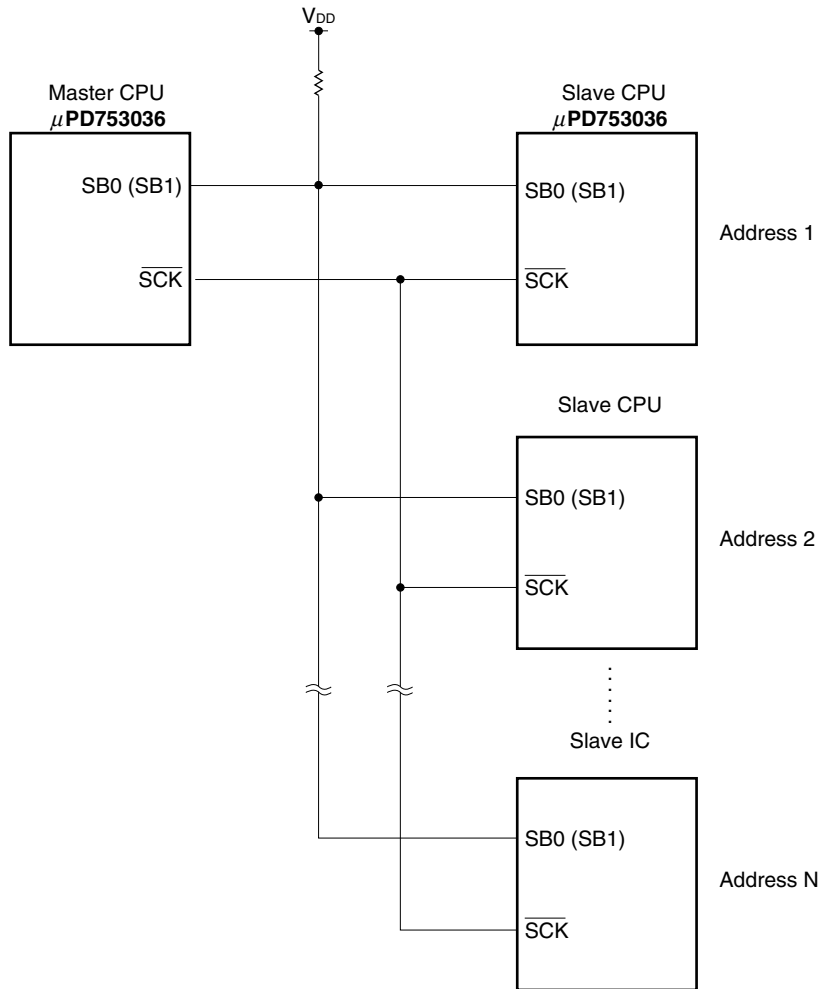 VDD
Master CPU
μPD753036
SB0 (SB1)
SCK
Slave CPU
μPD753036
SB0 (SB1)
SCK
Address 1
Slave CPU
SB0 (SB1)
SCK
Address 2
Slave IC
SB0 (SB1)
SCK
Address N